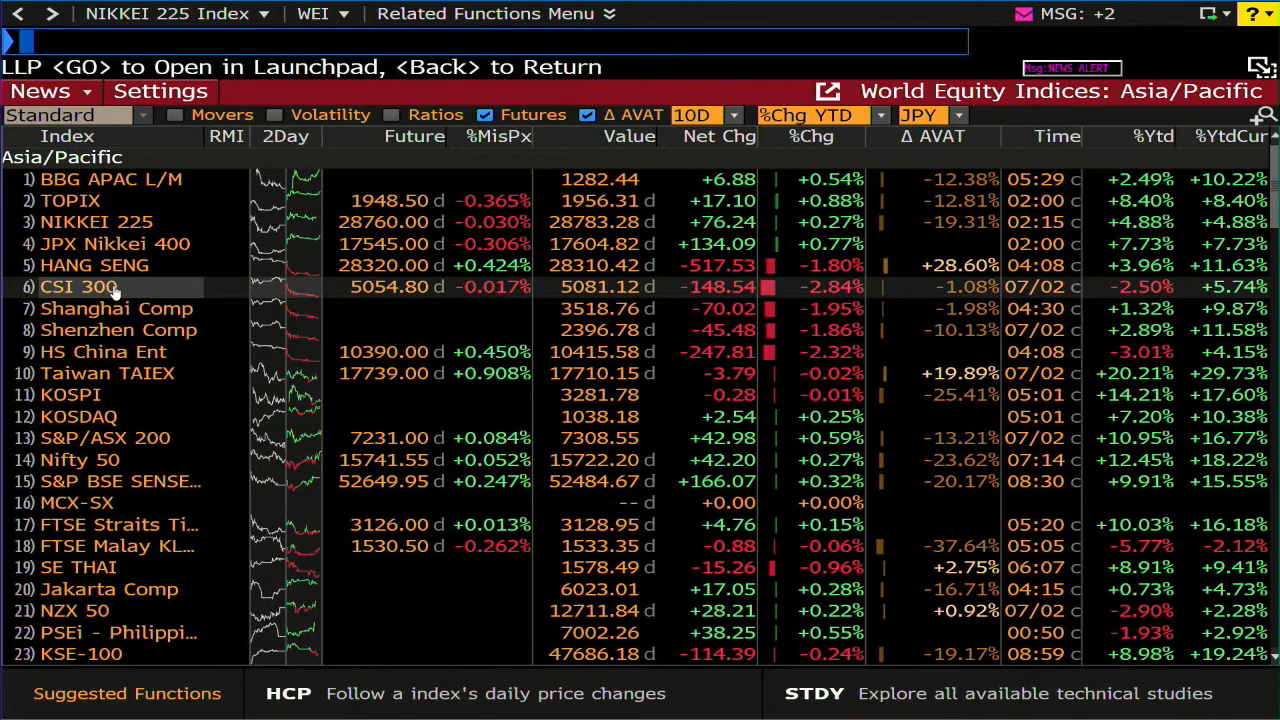 NIKKEI 225 Index WEI Related Functions Menu MSG: +2 ?
LLP <GO> to Open in Launchpad, <Back> to Return Msg:NEWS ALERT
News Settings World Equity Indices: Asia/Pacific
Standard Movers Volatility Ratios Futures Δ AVAT 10D %Chg YTD JPY
Index RMI 2Day Future %MisPx Value Net Chg %Chg Δ AVAT Time %Ytd %YtdCur
Asia/Pacific
1) BBG APAC L/M 1282.44 +6.88 +0.54% -12.38% 05:29 c +2.49% +10.22%
2) TOPIX 1948.50 d -0.365% 1956.31 d +17.10 +0.88% -12.81% 02:00 c +8.40% +8.40%
3) NIKKEI 225 28760.00 d -0.030% 28783.28 d +76.24 +0.27% -19.31% 02:15 c +4.88% +4.88%
4) JPX Nikkei 400 17545.00 d -0.306% 17604.82 d +134.09 +0.77% 02:00 c +7.73% +7.73%
5) HANG SENG 28320.00 d +0.424% 28310.42 d -517.53 -1.80% +28.60% 04:08 c +3.96% +11.63%
6) CSI 300 5054.80 d -0.017% 5081.12 d -148.54 -2.84% -1.08% 07/02 c -2.50% +5.74%
7) Shanghai Comp 3518.76 d -70.02 -1.95% -1.98% 04:30 c +1.32% +9.87%
8) Shenzhen Comp 2396.78 d -45.48 -1.86% -10.13% 07/02 c +2.89% +11.58%
9) HS China Ent 10390.00 d +0.450% 10415.58 d -247.81 -2.32% 04:08 c -3.01% +4.15%
10) Taiwan TAIEX 17739.00 d +0.908% 17710.15 d -3.79 -0.02% +19.89% 07/02 c +20.21% +29.73%
11) KOSPI 3281.78 d -0.28 -0.01% -25.41% 05:01 c +14.21% +17.60%
12) KOSDAQ 1038.18 d +2.54 +0.25% 05:01 c +7.20% +10.38%
13) S&P/ASX 200 7231.00 d +0.084% 7308.55 d +42.98 +0.59% -13.21% 07/02 c +10.95% +16.77%
14) Nifty 50 15741.55 d +0.052% 15722.20 d +42.20 +0.27% -23.62% 07:14 c +12.45% +18.22%
15) S&P BSE SENSE... 52649.95 d +0.247% 52484.67 d +166.07 +0.32% -20.17% 08:30 c +9.91% +15.55%
16) MCX-SX -- d +0.00 +0.00%
17) FTSE Straits Ti... 3126.00 d +0.013% 3128.95 d +4.76 +0.15% 05:20 c +10.03% +16.18%
18) FTSE Malay KL... 1530.50 d -0.262% 1533.35 d -0.88 -0.06% -37.64% 05:05 c -5.77% -2.12%
19) SE THAI 1578.49 d -15.26 -0.96% +2.75% 06:07 c +8.91% +9.41%
20) Jakarta Comp 6023.01 +17.05 +0.28% -16.71% 04:15 c +0.73% +4.73%
21) NZX 50 12711.84 d +28.21 +0.22% +0.92% 07/02 c -2.90% +2.28%
22) PSEi - Philippi... 7002.26 +38.25 +0.55% 00:50 c -1.93% +2.92%
23) KSE-100 47686.18 d -114.39 -0.24% -19.17% 08:59 c +8.98% +19.24%
Suggested Functions HCP Follow a index's daily price changes STDY Explore all available technical studies